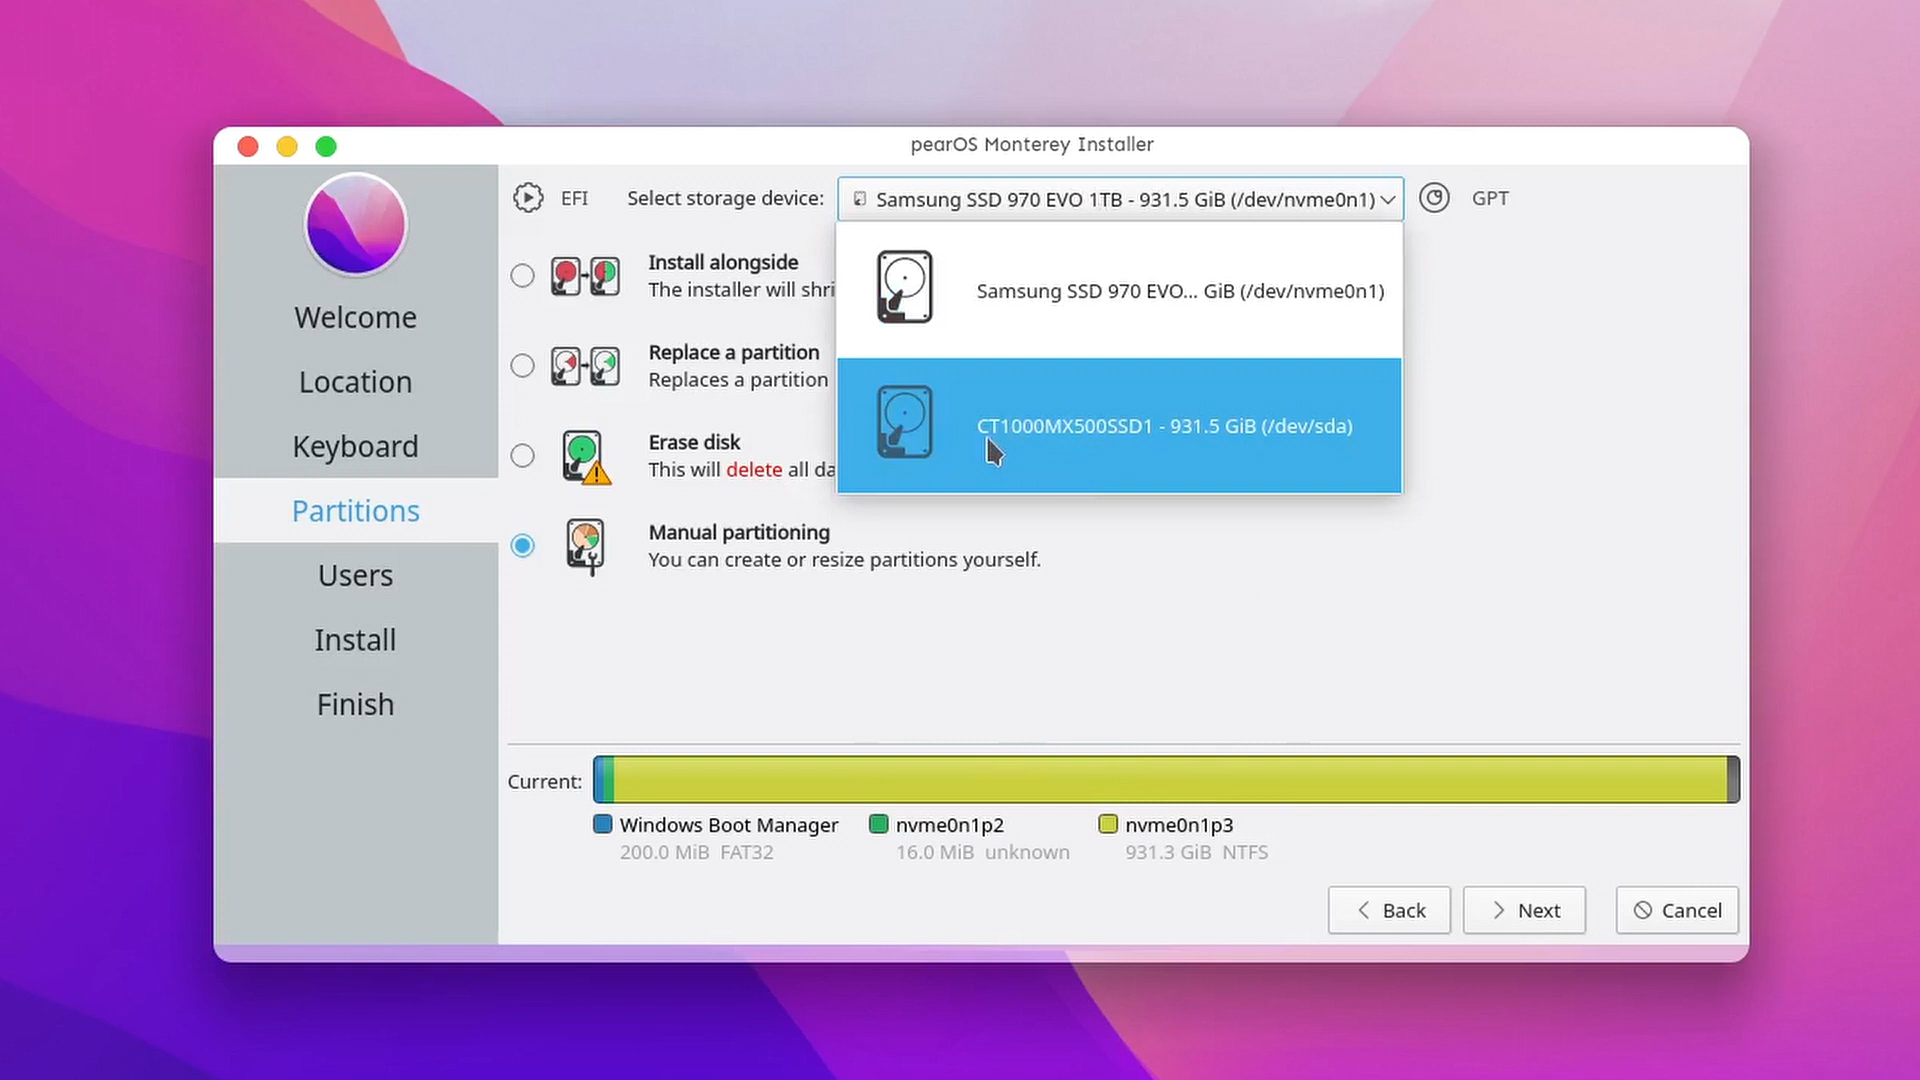 pearOS Monterey Installer
EFI
Select storage device:
Samsung SSD 970 EVO 1TB - 931.5 GiB (/dev/nvme0n1)
GPT
Samsung SSD 970 EVO... GiB (/dev/nvme0n1)
CT1000MX500SSD1 - 931.5 GiB (/dev/sda)
Welcome
Location
Keyboard
Partitions
Users
Install
Finish
Install alongside
The installer will shri
Replace a partition
Replaces a partition
Erase disk
This will delete all da
Manual partitioning
You can create or resize partitions yourself.
Current:
Windows Boot Manager
200.0 MiB FAT32
nvme0n1p2
16.0 MiB unknown
nvme0n1p3
931.3 GiB NTFS
Back
Next
Cancel